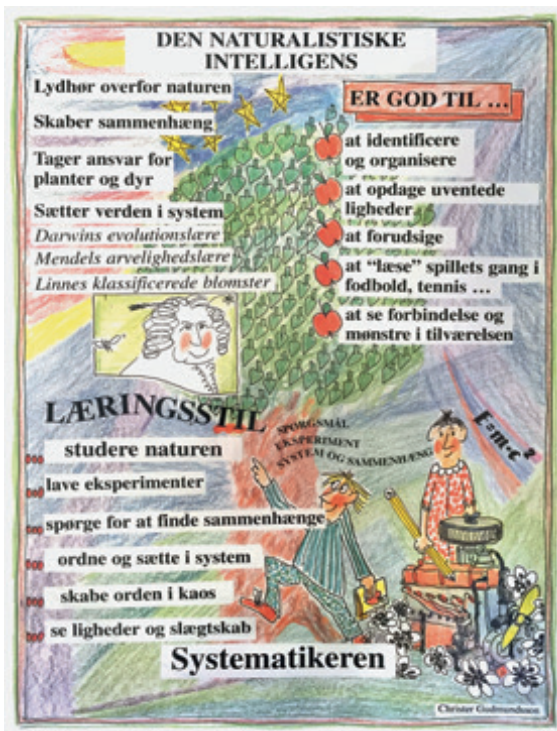 DEN NATURALISTISKE
INTELLIGENS
Lydhør overfor naturen
Skaber sammenhæng
Tager ansvar for
planter og dyr
Sætter verden i system
Darwins evolutionslære
Mendels arvelighedslære
Linnes klassificerede blomster
ER GOD TIL ...
at identificere
og organisere
at opdage uventede
ligheder
at forudsige
at “læse” spillets gang i
fodbold, tennis ...
at se forbindelse og
mønstre i tilværelsen
LÆRINGSSTIL
studere naturen
lave eksperimenter
spørge for at finde sammenhænge
ordne og sætte i system
skabe orden i kaos
se ligheder og slægtskab
SPØRGSMÅL
EKSPERIMENT
SYSTEM OG SAMMENHÆNG
E=m·c²
Systematikeren
Christer Gudmundsson